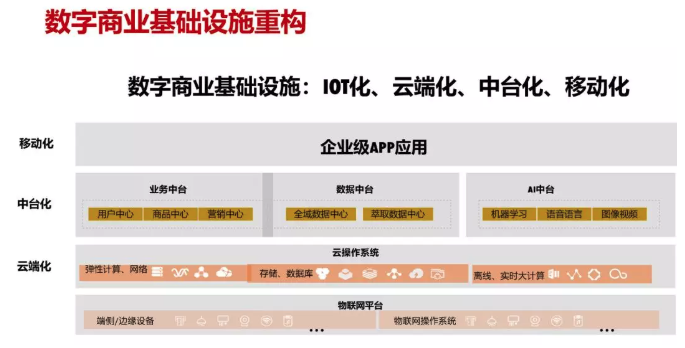 数字商业基础设施重构
数字商业基础设施：IOT化、云端化、中台化、移动化
移动化
企业级APP应用
中台化
业务中台
用户中心 商品中心 营销中心
数据中台
全域数据中心 萃取数据中心
AI中台
机器学习 语音语言 图像视频
云端化
云操作系统
弹性计算、网络
存储、数据库
离线、实时大计算
物联网平台
端侧/边缘设备 ...
物联网操作系统 ...